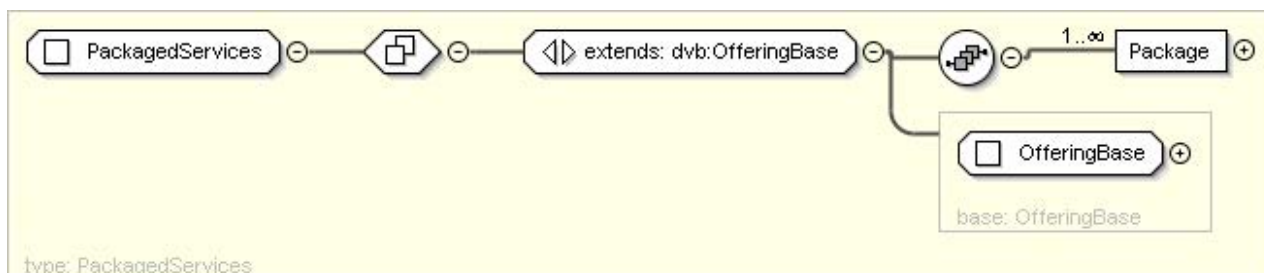 PackagedServices
extends: dvb:OfferingBase
1..∞
Package
OfferingBase
base: OfferingBase
type: PackagedServices